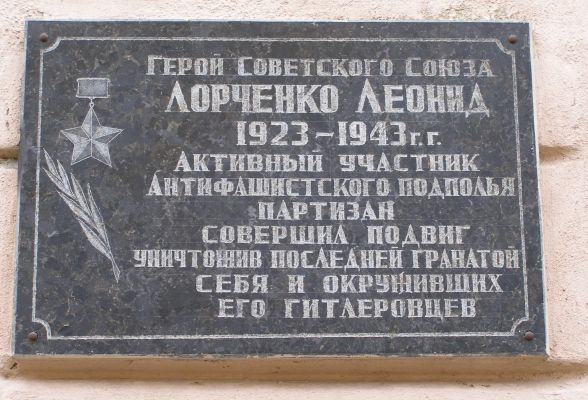 Герой Советского Союза
Лорченко Леонид
1923–1943г.г.
Активный участник
Антифашистского подполья
партизан
совершил подвиг
уничтожив последней гранатой
себя и окруживших
его гитлеровцев